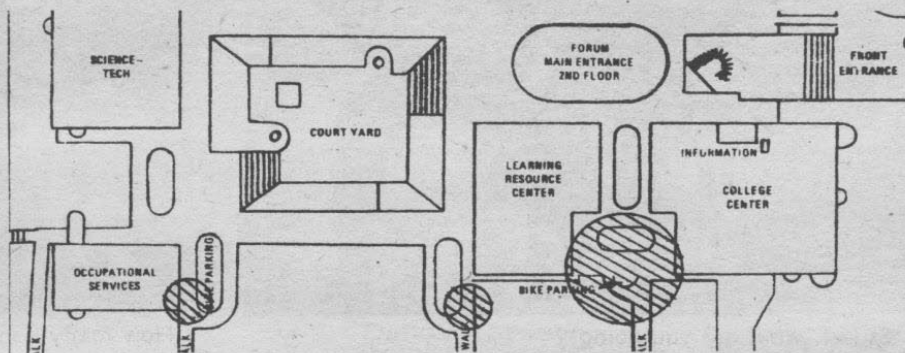 SCIENCE-
TECH
FORUM
MAIN ENTRANCE
2ND FLOOR
FRONT
ENTRANCE
COURT YARD
LEARNING
RESOURCE
CENTER
INFORMATION
COLLEGE
CENTER
OCCUPATIONAL
SERVICES
BIKE PARKING
BIKE PARKING
WALK